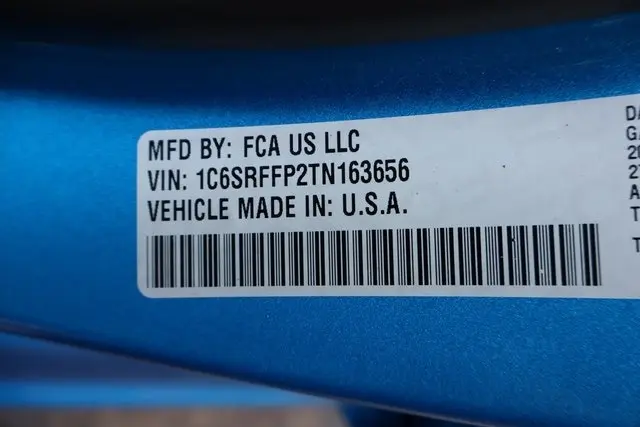 MFD BY: FCA US LLC
VIN: 1C6SRFFP2TN163656
VEHICLE MADE IN: U.S.A.